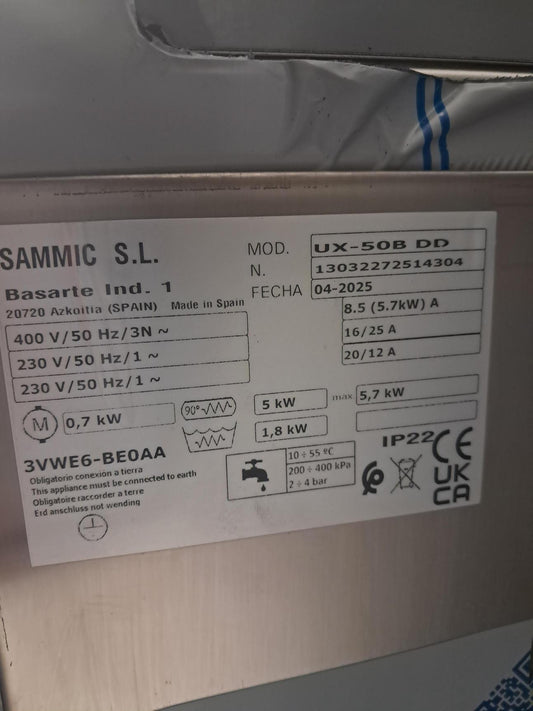 SAMMIC S.L.
Basarte Ind. 1
20720 Azkoitia (SPAIN) Made in Spain
MOD. UX-50B DD
N. 13032272514304
FECHA 04-2025
400 V/50 Hz/3N ~ 8.5 (5.7kW) A
230 V/50 Hz/1 ~ 16/25 A
230 V/50 Hz/1 ~ 20/12 A
M 0,7 kW 90° 5 kW max 5,7 kW
1,8 kW
3VWE6-BE0AA
Obligatorio conexión a tierra
This appliance must be connected to earth
Obligatoire raccorder a terre
Erd anschluss not wending
10 ÷ 55 ºC
200 ÷ 400 kPa
2 ÷ 4 bar
IP22 CE
UK
CA